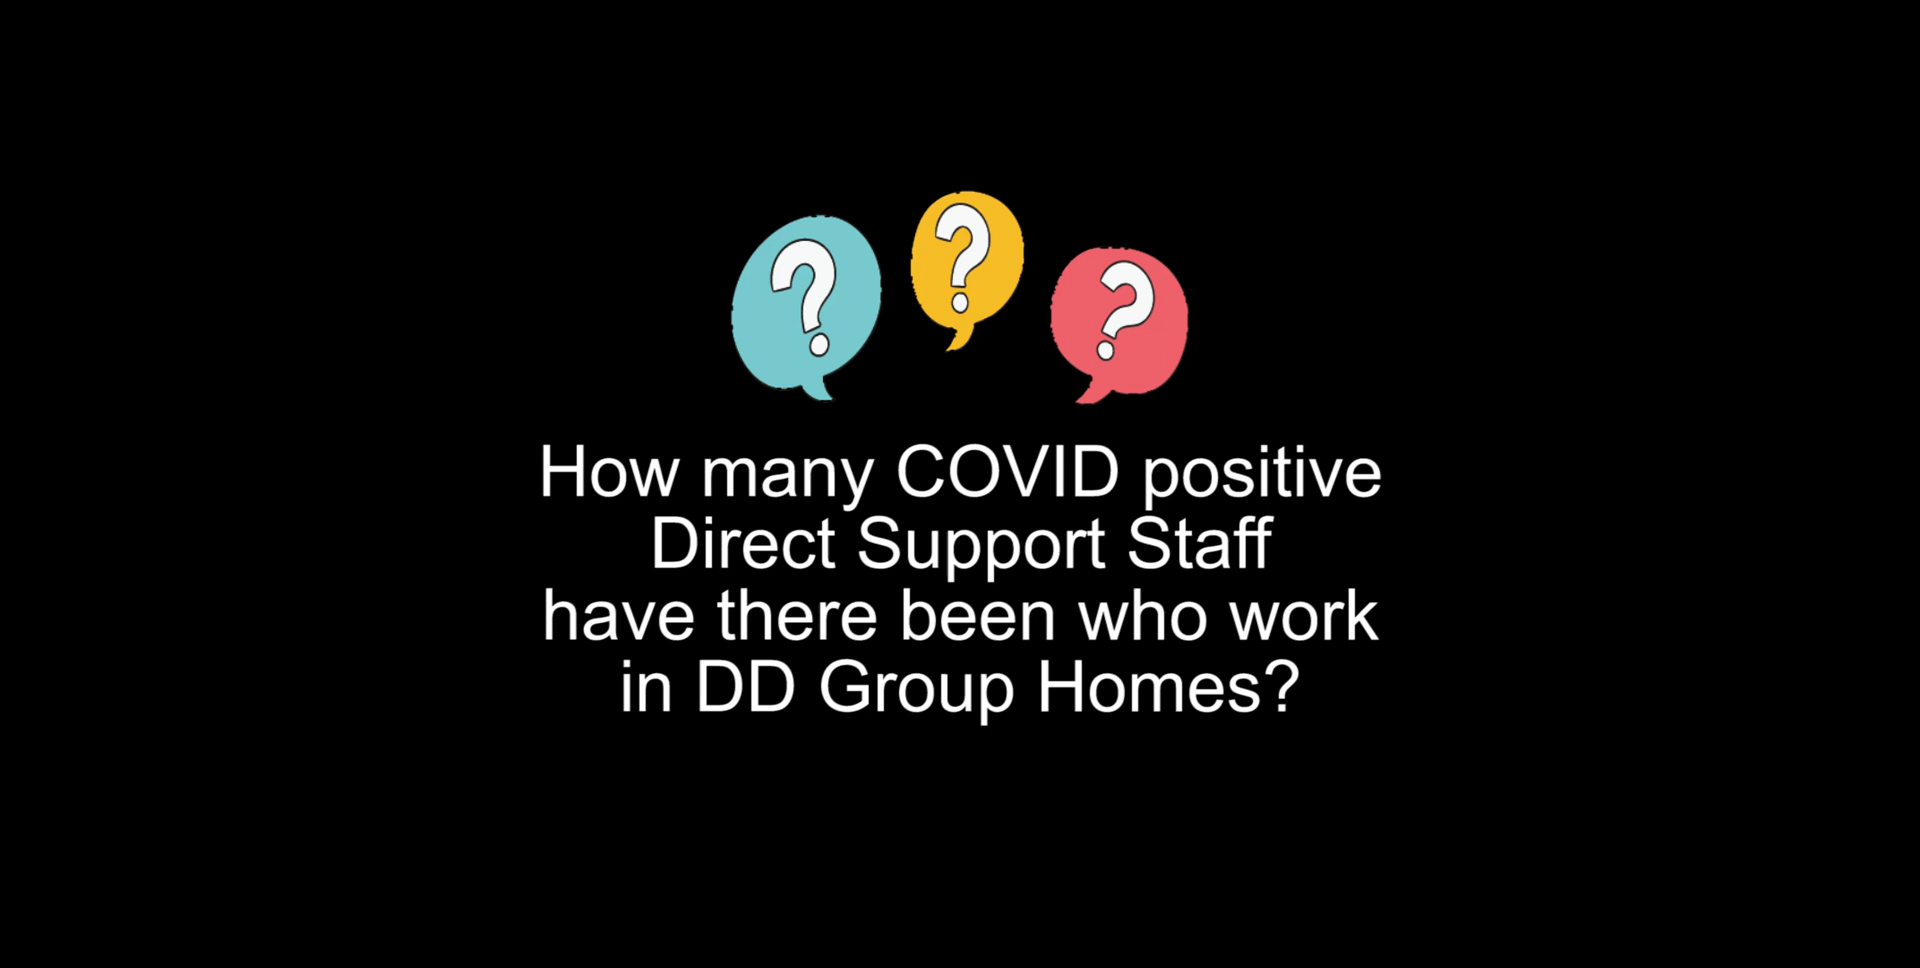 ? ? ?
How many COVID positive
Direct Support Staff
have there been who work
in DD Group Homes?